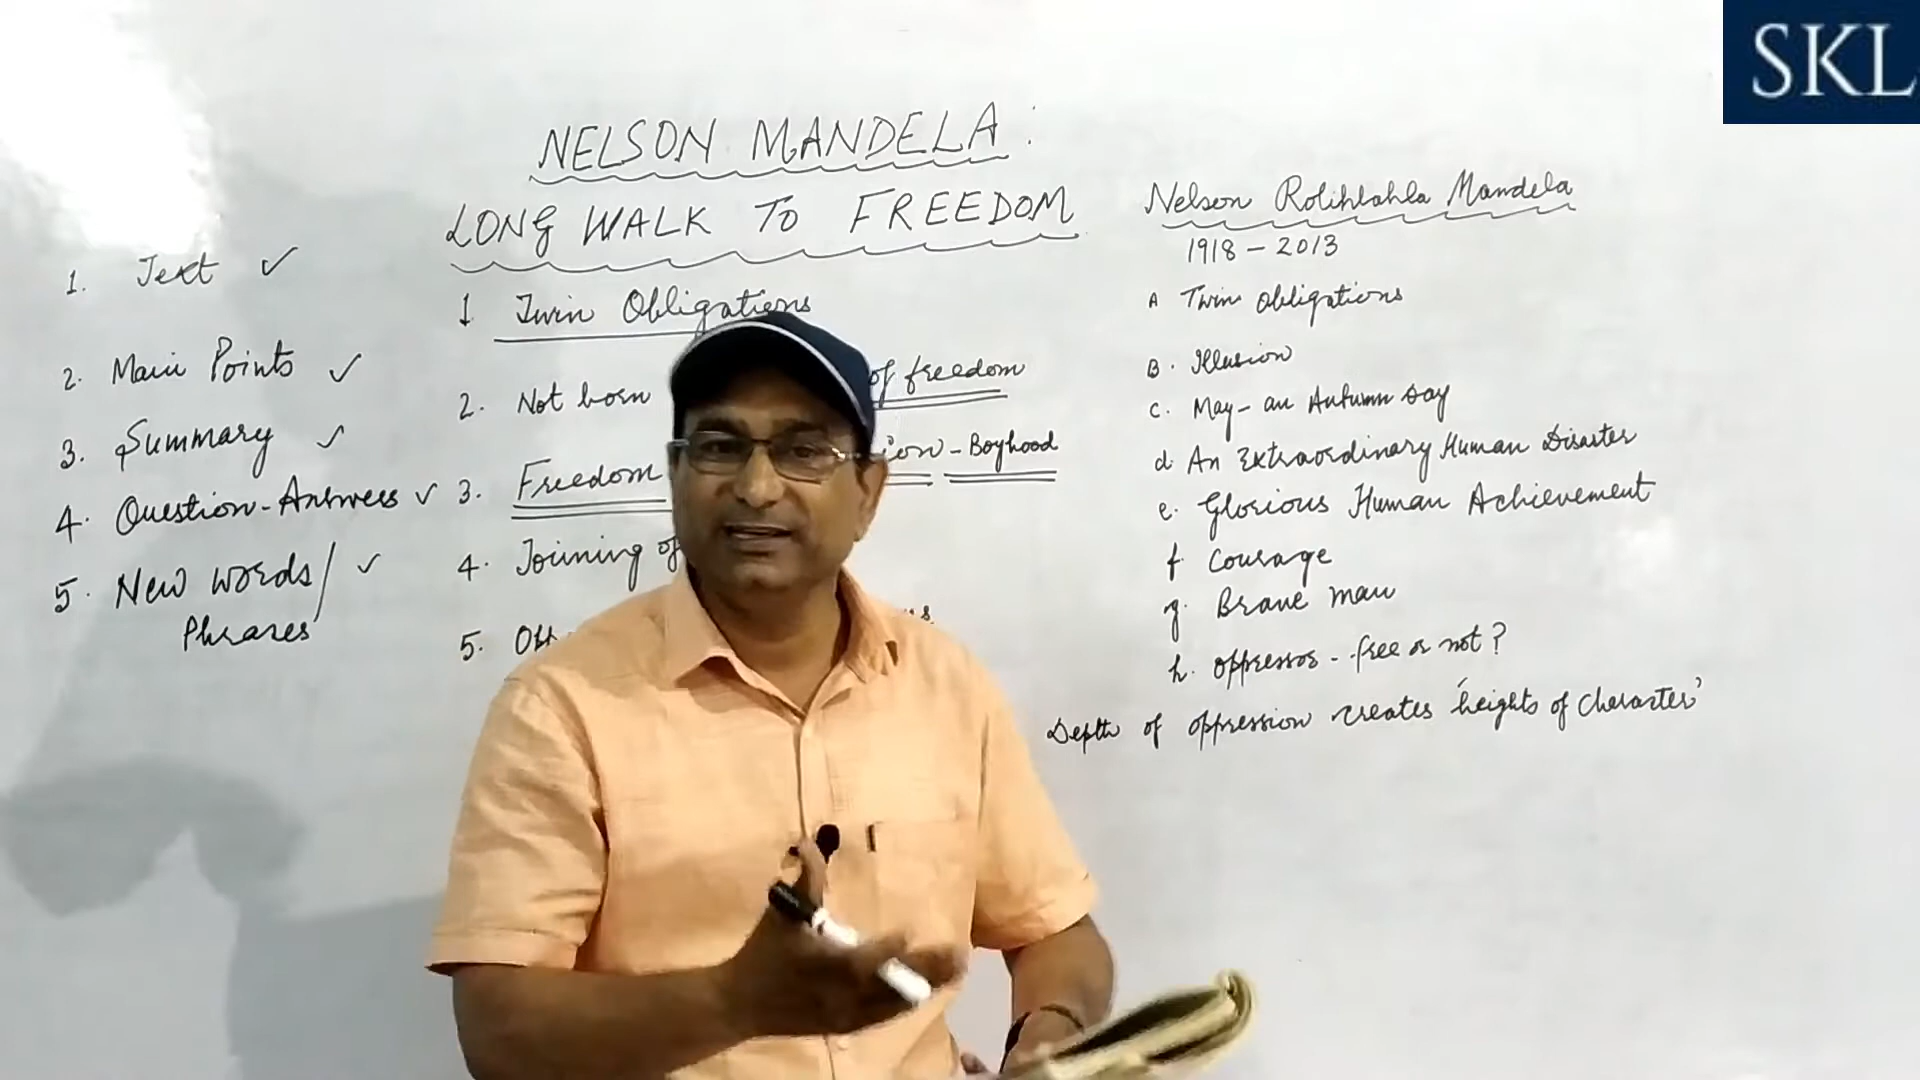 SKL
NELSON MANDELA:
LONG WALK TO FREEDOM
1. Text ✓
2. Main Points ✓
3. Summary ✓
4. Question-Answers ✓
5. New words/ ✓
Phrases
1 Twin Obligations
2. Not born of freedom
3. Freedom - Boyhood
4. Joining of
5.
Nelson Rolihlahla Mandela
1918-2013
A Twin obligations
B. Illusion
C. May- an Autumn Day
d. An Extraordinary Human Disaster
e. Glorious Human Achievement
f Courage
g. Brave man
h. oppressor - free or not?
Depth of oppression creates 'heights of character'